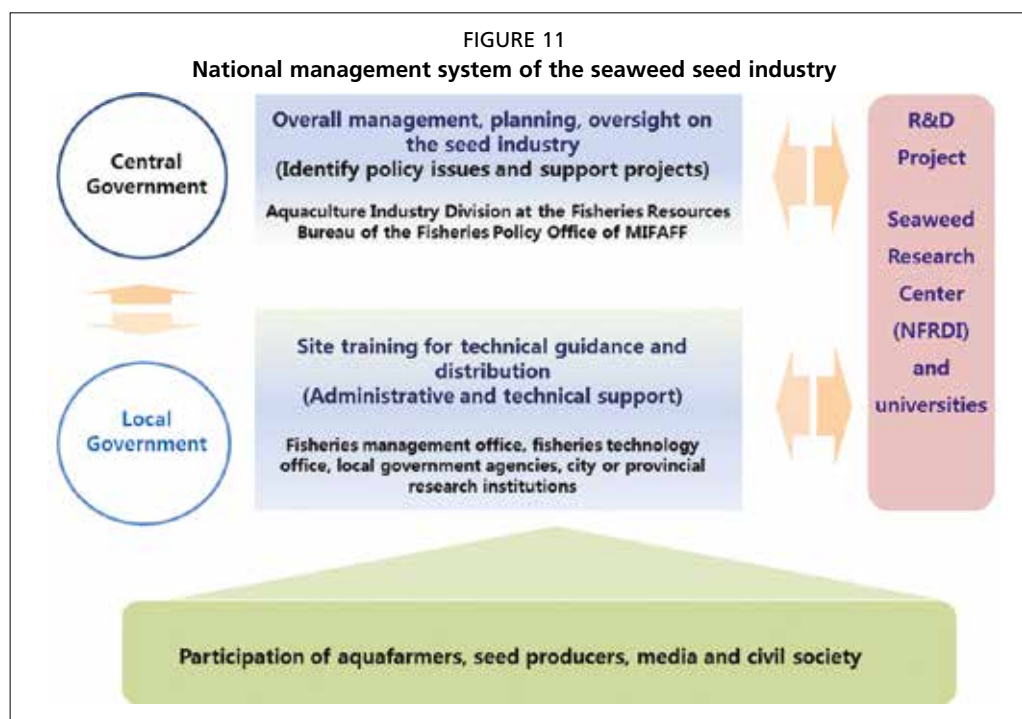 FIGURE 11
National management system of the seaweed seed industry
Central
Government
Overall management, planning, oversight on
the seed industry
(Identify policy issues and support projects)
Aquaculture Industry Division at the Fisheries Resources
Bureau of the Fisheries Policy Office of MIFAFF
Local
Government
Site training for technical guidance and
distribution
(Administrative and technical support)
Fisheries management office, fisheries technology
office, local government agencies, city or provincial
research institutions
R&D
Project
Seaweed
Research
Center
(NFRDI)
and
universities
Participation of aquafarmers, seed producers, media and civil society